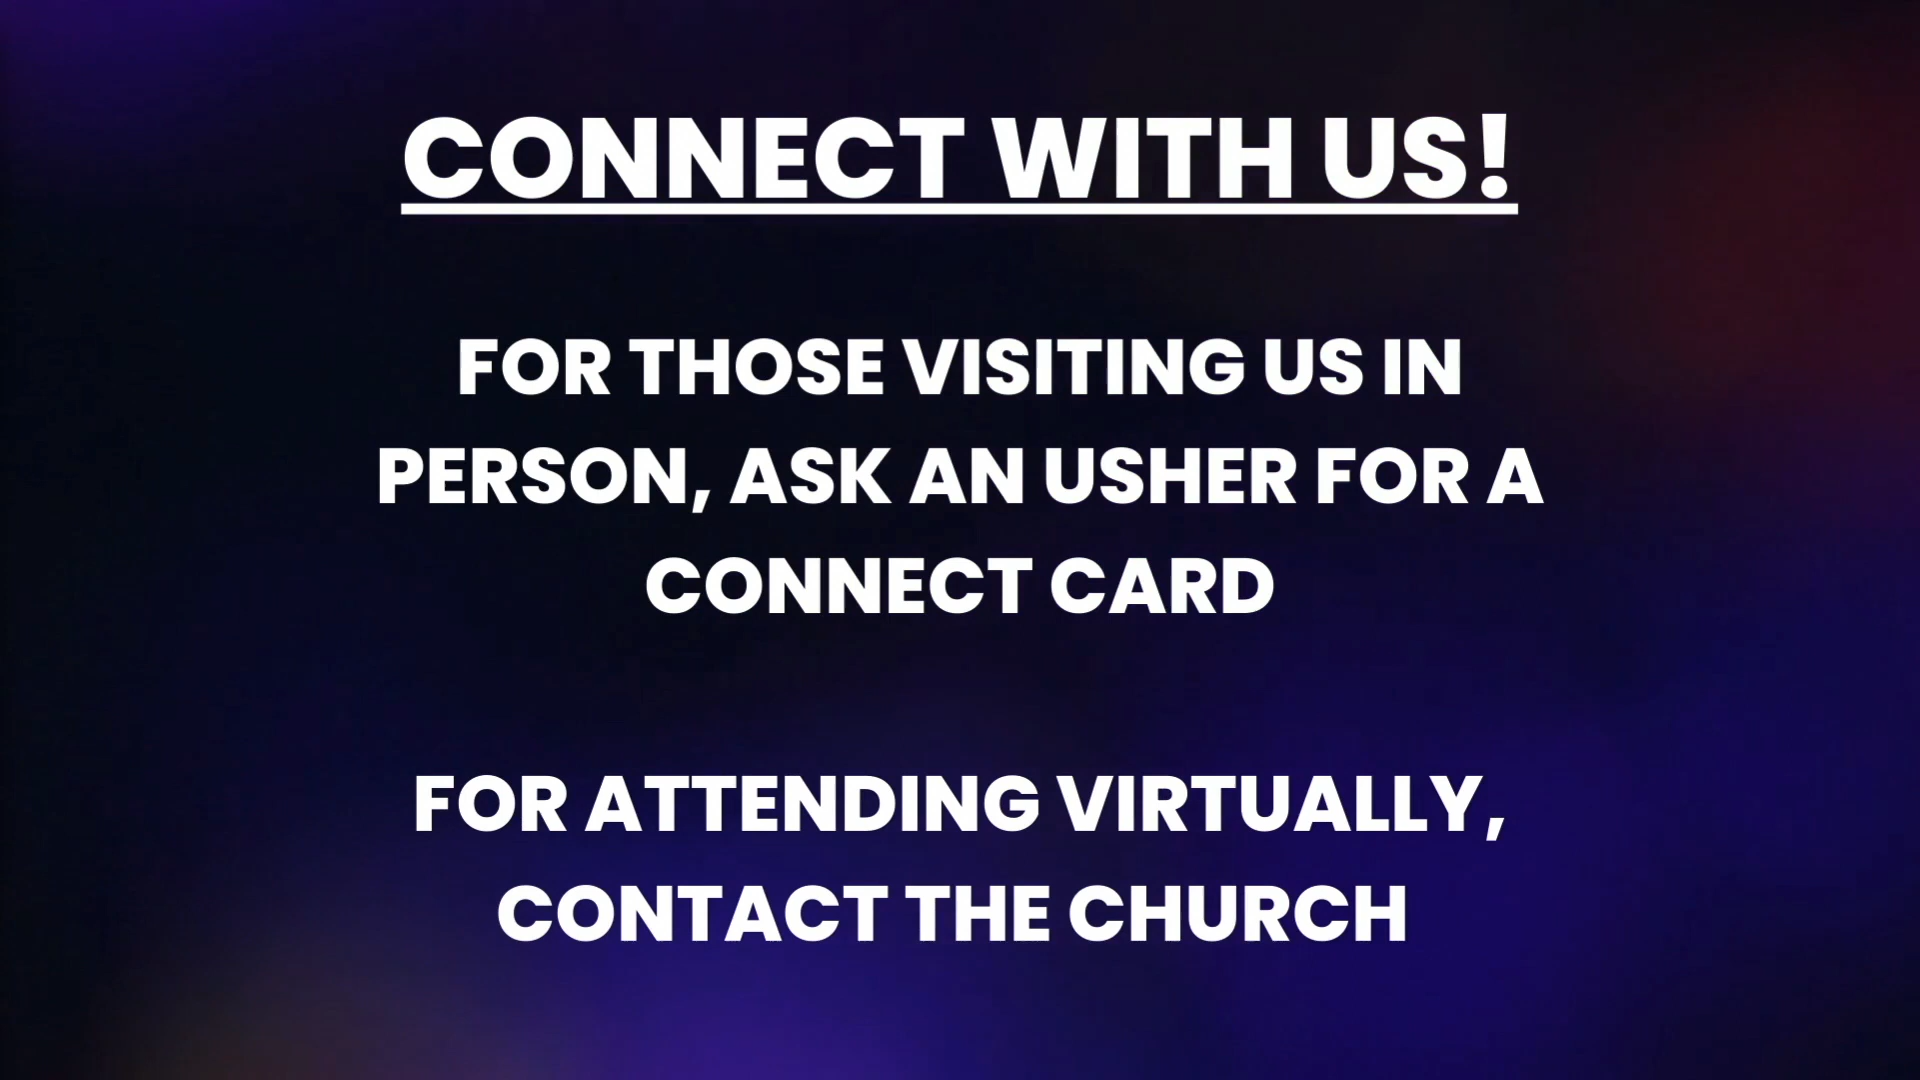 CONNECT WITH US!
FOR THOSE VISITING US IN
PERSON, ASK AN USHER FOR A
CONNECT CARD
FOR ATTENDING VIRTUALLY,
CONTACT THE CHURCH